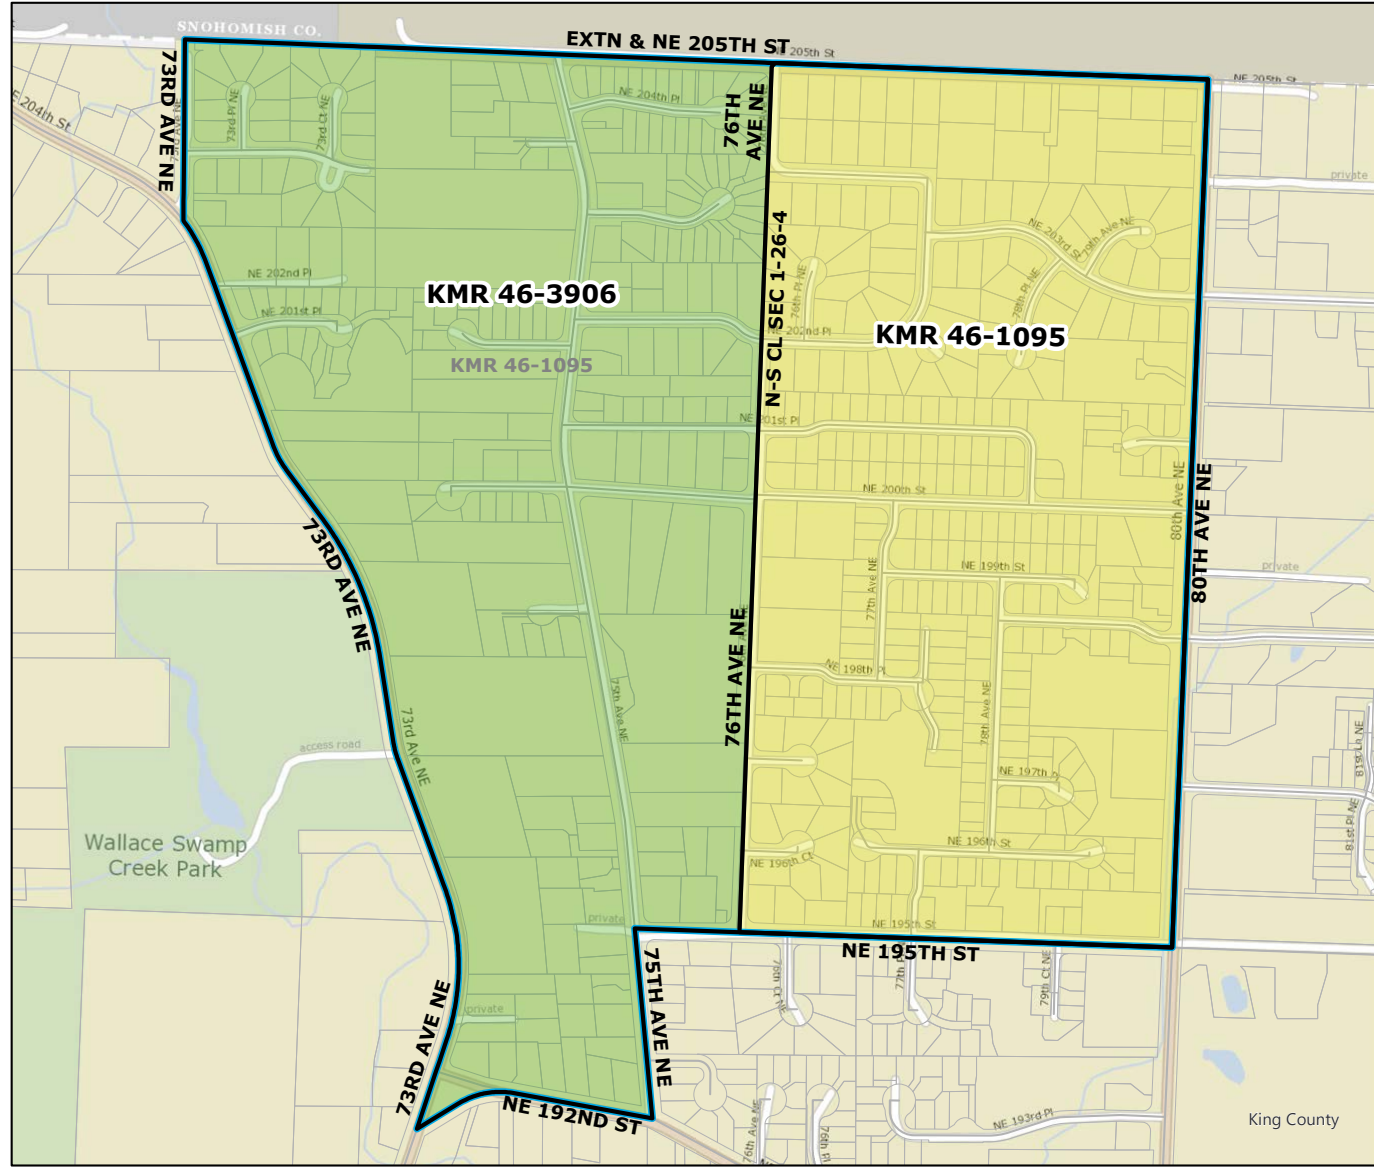 SNOHOMISH CO.
EXTN & NE 205TH ST
NE 205th St
NE 205th St
73RD AVE NE
73rd Ave NE
E 204th St
73rd Pl NE
73rd Ct NE
NE 204th Pl
76TH
AVE NE
private
NE 203rd St
79th Ave NE
N-S CL SEC 1-26-4
NE 202nd Pl
76th Pl NE
78th Pl NE
KMR 46-3906
NE 201st Pl
NE 202nd Pl
KMR 46-1095
KMR 46-1095
NE 201st Pl
NE 200th St
80th Ave NE
80TH AVE NE
73RD AVE NE
NE 199th St
77th Ave NE
private
76TH AVE NE
NE 198th Pl
75th Ave NE
78th Ave NE
73rd Ave NE
access road
NE 197th
81st Ln NE
81st Pl NE
Wallace Swamp
Creek Park
NE 196th St
NE 196th Ct
private
NE 195th St
NE 195TH ST
75TH AVE NE
76th Ct NE
77th
79th Ct NE
private
73RD AVE NE
NE 192ND ST
76th Ave NE
76th Pl
NE 193rd Pl
King County